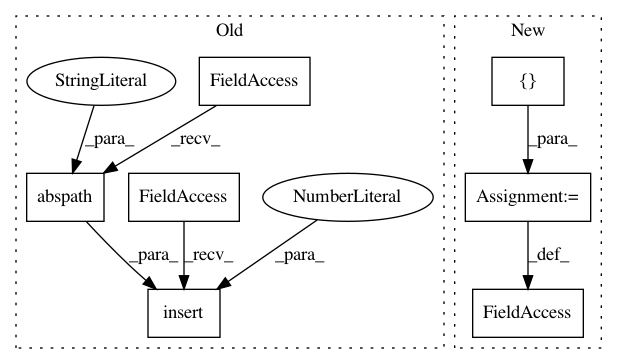 Old
New
StringLiteral
FieldAccess
{}
_para_
_recv_
_para_
abspath
FieldAccess
NumberLiteral
Assignment:=
_para_
_recv_
_para_
_def_
insert
FieldAccess